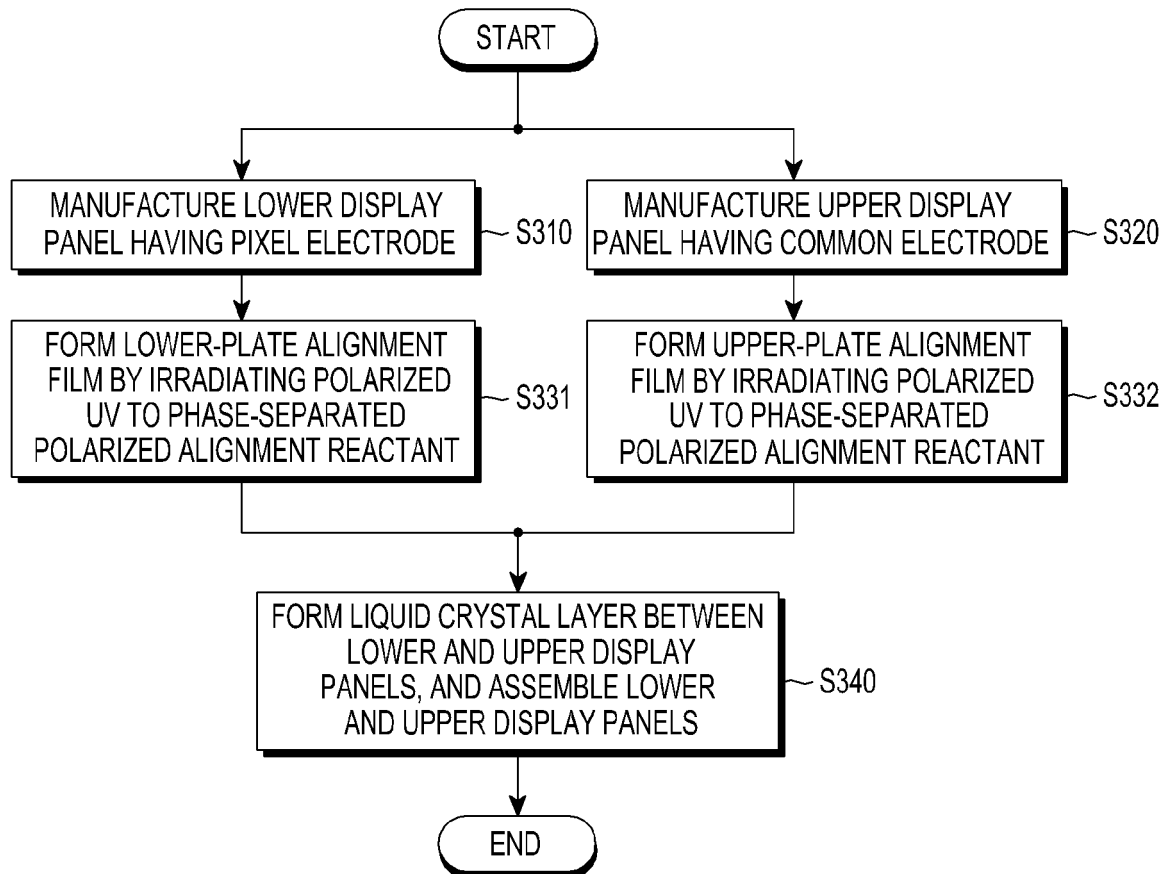 START
MANUFACTURE LOWER DISPLAY
PANEL HAVING PIXEL ELECTRODE
S310
MANUFACTURE UPPER DISPLAY
PANEL HAVING COMMON ELECTRODE
S320
FORM LOWER-PLATE ALIGNMENT
FILM BY IRRADIATING POLARIZED
UV TO PHASE-SEPARATED
POLARIZED ALIGNMENT REACTANT
S331
FORM UPPER-PLATE ALIGNMENT
FILM BY IRRADIATING POLARIZED
UV TO PHASE-SEPARATED
POLARIZED ALIGNMENT REACTANT
S332
FORM LIQUID CRYSTAL LAYER BETWEEN
LOWER AND UPPER DISPLAY
PANELS, AND ASSEMBLE LOWER
AND UPPER DISPLAY PANELS
S340
END